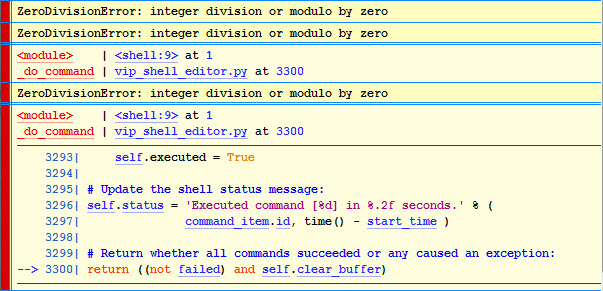 ZeroDivisionError: integer division or modulo by zero
ZeroDivisionError: integer division or modulo by zero
<module>    | <shell:9> at 1
_do_command | vip_shell_editor.py at 3300
ZeroDivisionError: integer division or modulo by zero
<module>    | <shell:9> at 1
_do_command | vip_shell_editor.py at 3300
3293|     self.executed = True
3294|
3295| # Update the shell status message:
3296| self.status = 'Executed command [%d] in %.2f seconds.' % (
3297|               command_item.id, time() - start_time )
3298|
3299| # Return whether all commands succeeded or any caused an exception:
--> 3300| return ((not failed) and self.clear_buffer)